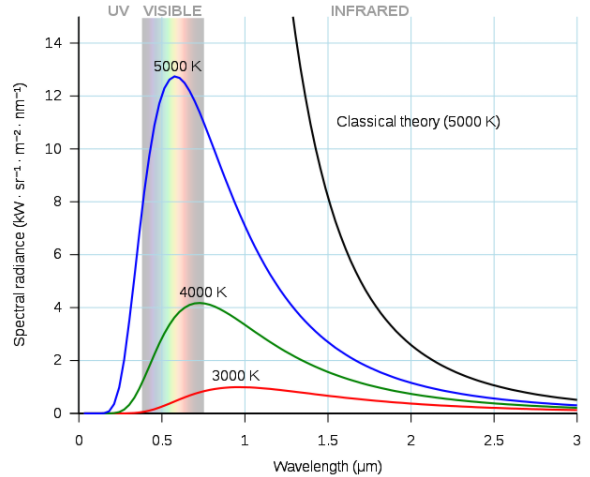 UV VISIBLE INFRARED
14
12
10
8
6
4
2
0
Spectral radiance (kW · sr⁻¹ · m⁻² · nm⁻¹)
5000 K
Classical theory (5000 K)
4000 K
3000 K
0 0.5 1 1.5 2 2.5 3
Wavelength (μm)